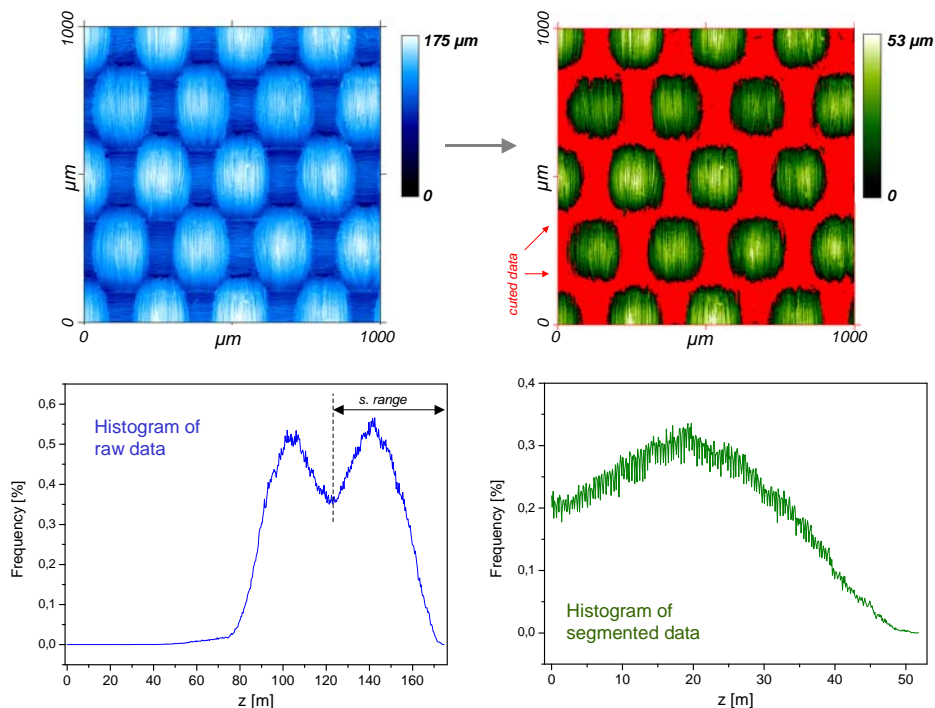 1000
175 µm
µm
0
0
0
µm
1000
1000
53 µm
µm
0
cuted data
0
0
µm
1000
0,6
0,5
0,4
0,3
0,2
0,1
0,0
Frequency [%]
Histogram of
raw data
s. range
0
20
40
60
80
100
120
140
160
z [m]
0,4
0,3
0,2
0,1
0,0
Frequency [%]
Histogram of
segmented data
0
10
20
30
40
50
z [m]